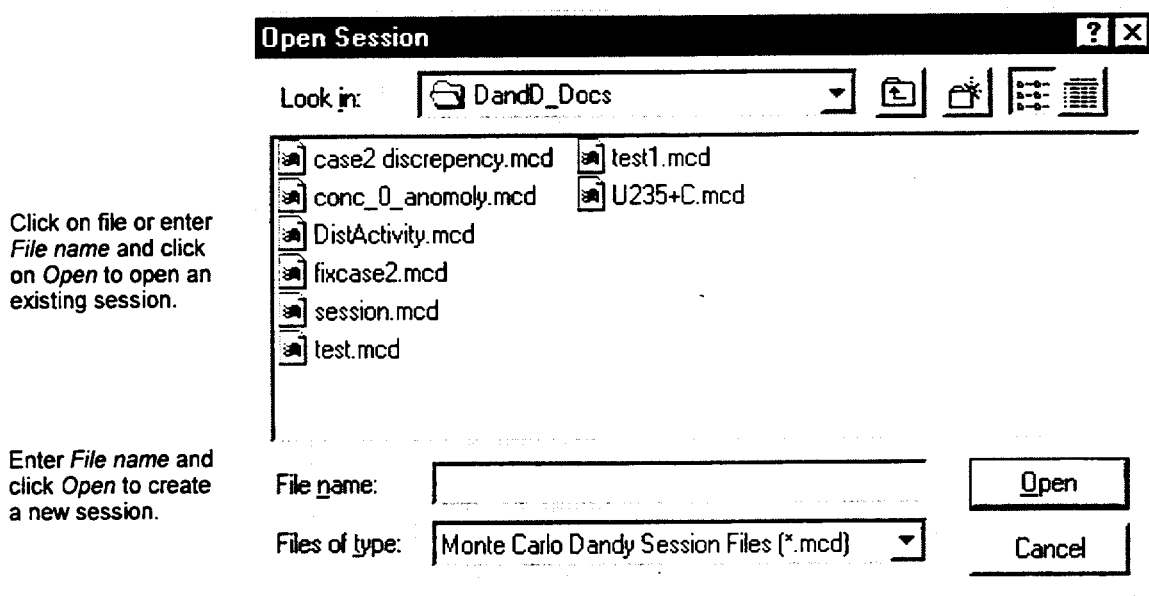 Open Session
Look in: DandD_Docs
case2 discrepency.mcd
conc_0_anomoly.mcd
DistActivity.mcd
fixcase2.mcd
session.mcd
test.mcd
test1.mcd
U235+C.mcd
Click on file or enter
File name and click
on Open to open an
existing session.
Enter File name and
click Open to create
a new session.
File name:
Open
Files of type: Monte Carlo Dandy Session Files (*.mcd)
Cancel